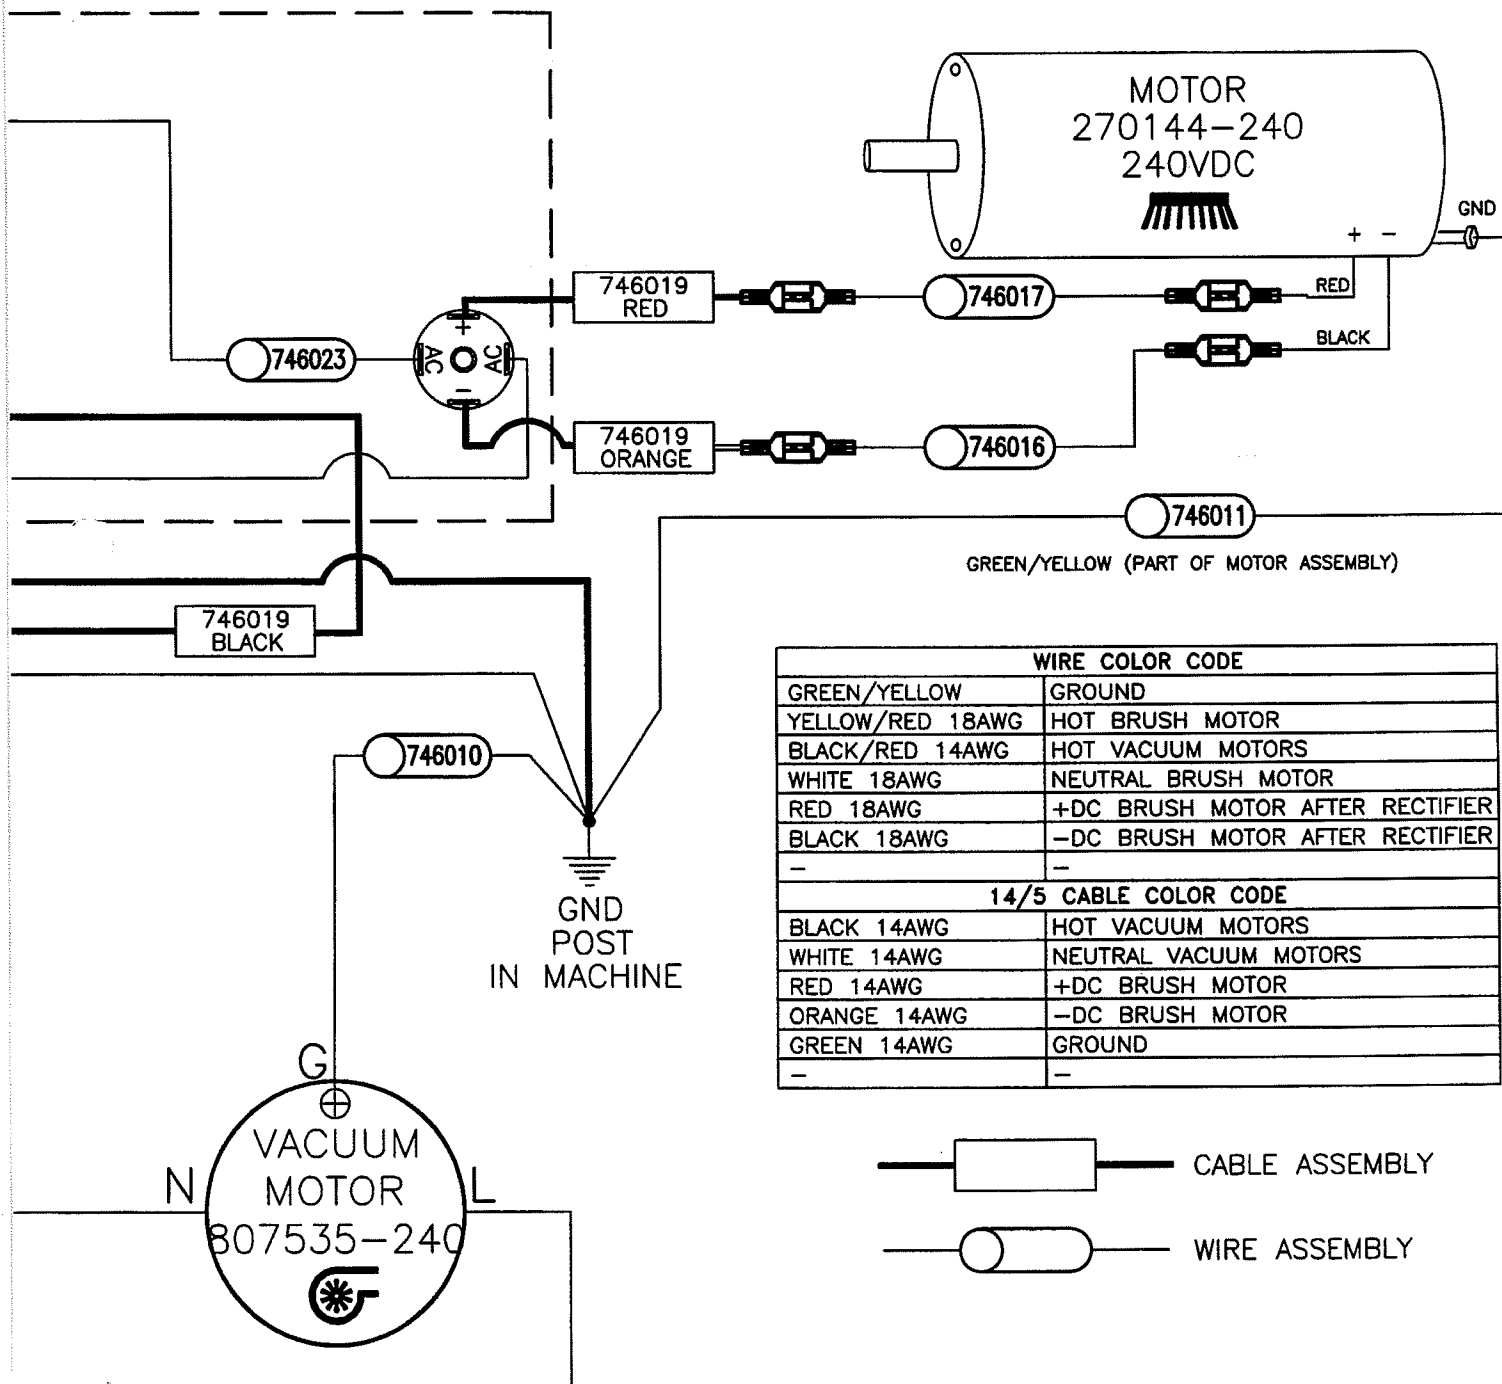 MOTOR
270144-240
240VDC
GND
+ -
746019
RED
746017
RED
BLACK
+
AC
AC
-
746023
746019
ORANGE
746016
746011
GREEN/YELLOW (PART OF MOTOR ASSEMBLY)
746019
BLACK
746010
GND
POST
IN MACHINE
WIRE COLOR CODE
GREEN/YELLOW GROUND
YELLOW/RED 18AWG HOT BRUSH MOTOR
BLACK/RED 14AWG HOT VACUUM MOTORS
WHITE 18AWG NEUTRAL BRUSH MOTOR
RED 18AWG +DC BRUSH MOTOR AFTER RECTIFIER
BLACK 18AWG -DC BRUSH MOTOR AFTER RECTIFIER
- -
14/5 CABLE COLOR CODE
BLACK 14AWG HOT VACUUM MOTORS
WHITE 14AWG NEUTRAL VACUUM MOTORS
RED 14AWG +DC BRUSH MOTOR
ORANGE 14AWG -DC BRUSH MOTOR
GREEN 14AWG GROUND
- -
G
N
L
VACUUM
MOTOR
807535-240
CABLE ASSEMBLY
WIRE ASSEMBLY